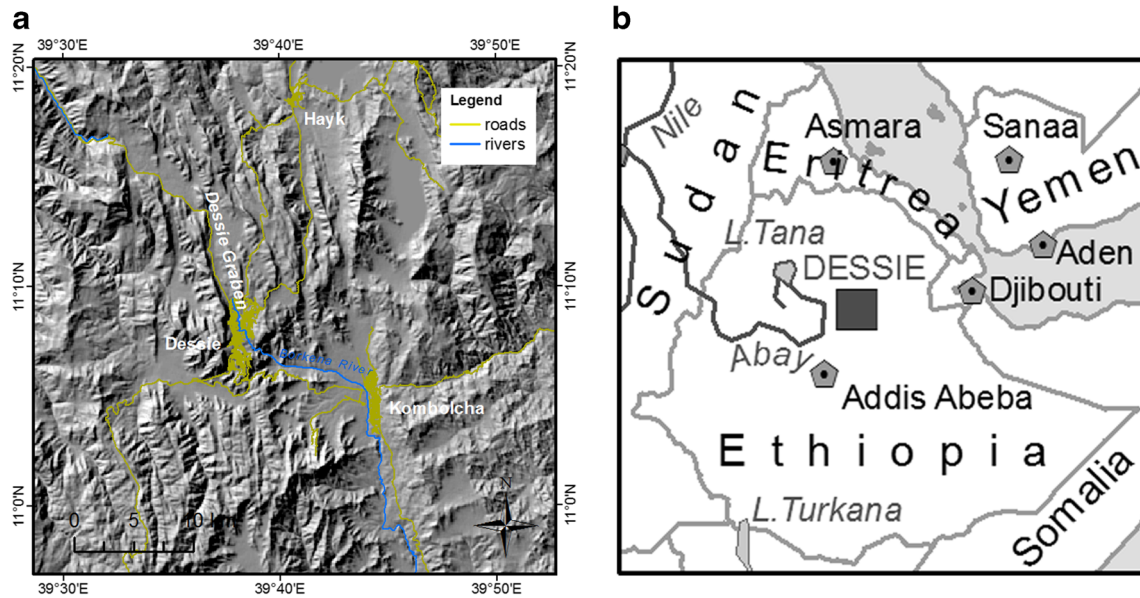 a
39°30'E
39°40'E
39°50'E
11°20'N
11°20'N
Legend
roads
rivers
Hayk
Dessie Graban
11°10'N
11°10'N
Dessie
Borkena River
Kombolcha
11°0'N
11°0'N
N
0 5 10 km
39°30'E
39°40'E
39°50'E
b
Nile
Sudan
Asmara
Sanaa
Eritrea
Yemen
L.Tana
DESSIE
Aden
Djibouti
Abay
Addis Abeba
Ethiopia
L.Turkana
Somalia